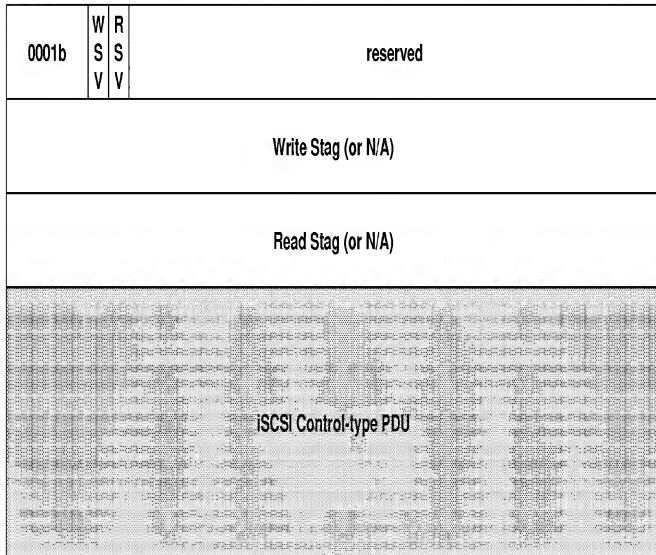 0001b W S V R S V reserved
Write Stag (or N/A)
Read Stag (or N/A)
iSCSI Control-type PDU